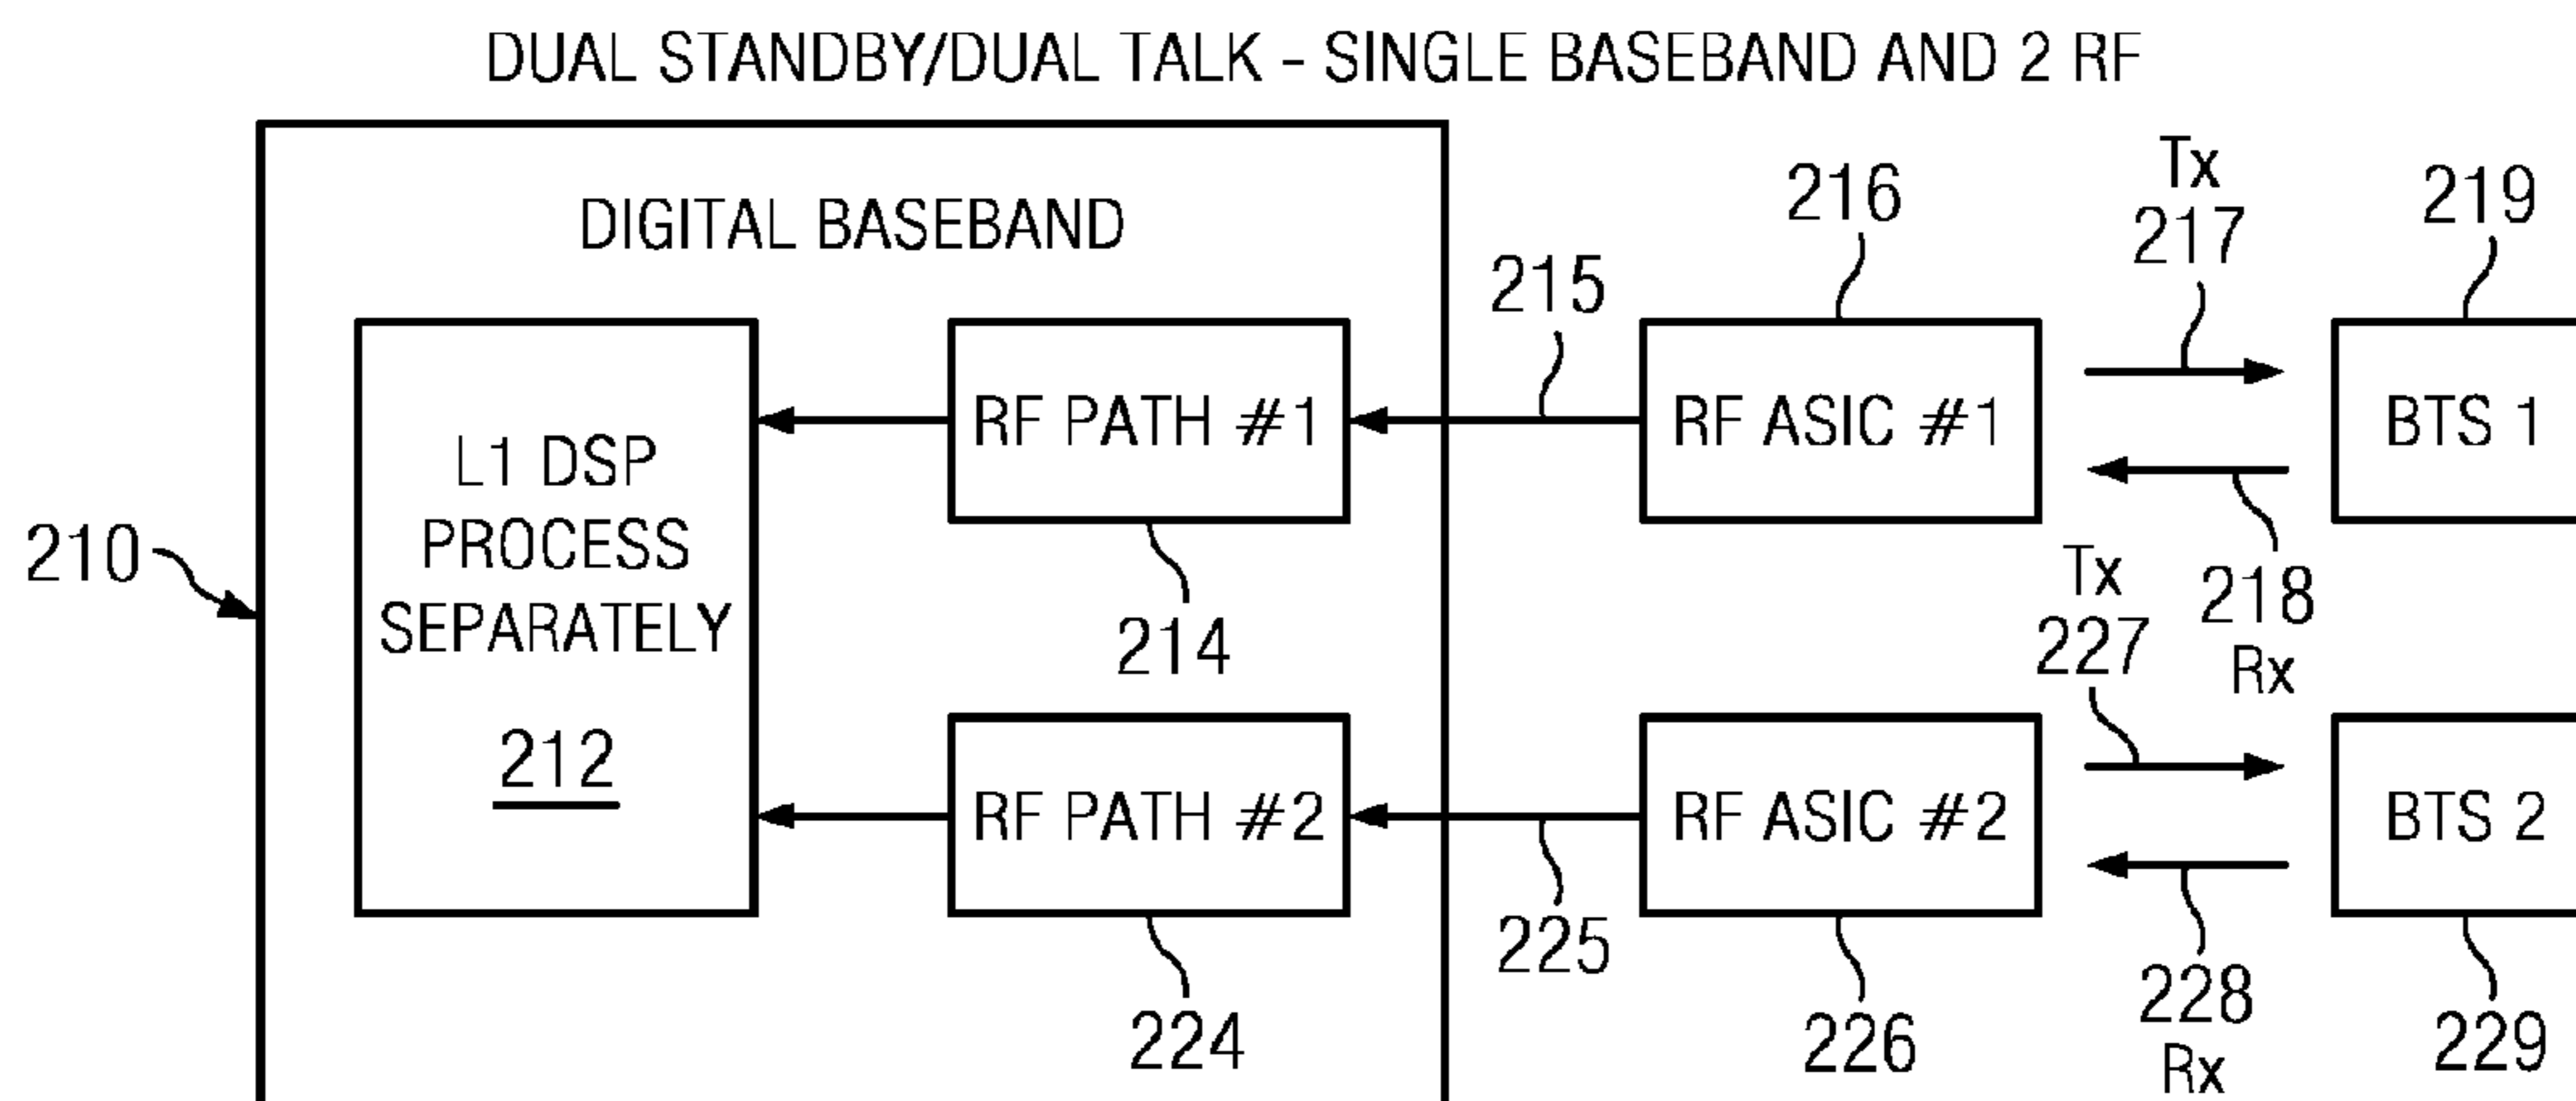 DUAL STANDBY/DUAL TALK - SINGLE BASEBAND AND 2 RF
DIGITAL BASEBAND
210
L1 DSP
PROCESS
SEPARATELY
212
RF PATH #1
214
215
RF ASIC #1
216
Tx
217
218
Rx
BTS 1
219
RF PATH #2
224
225
RF ASIC #2
226
Tx
227
228
Rx
BTS 2
229